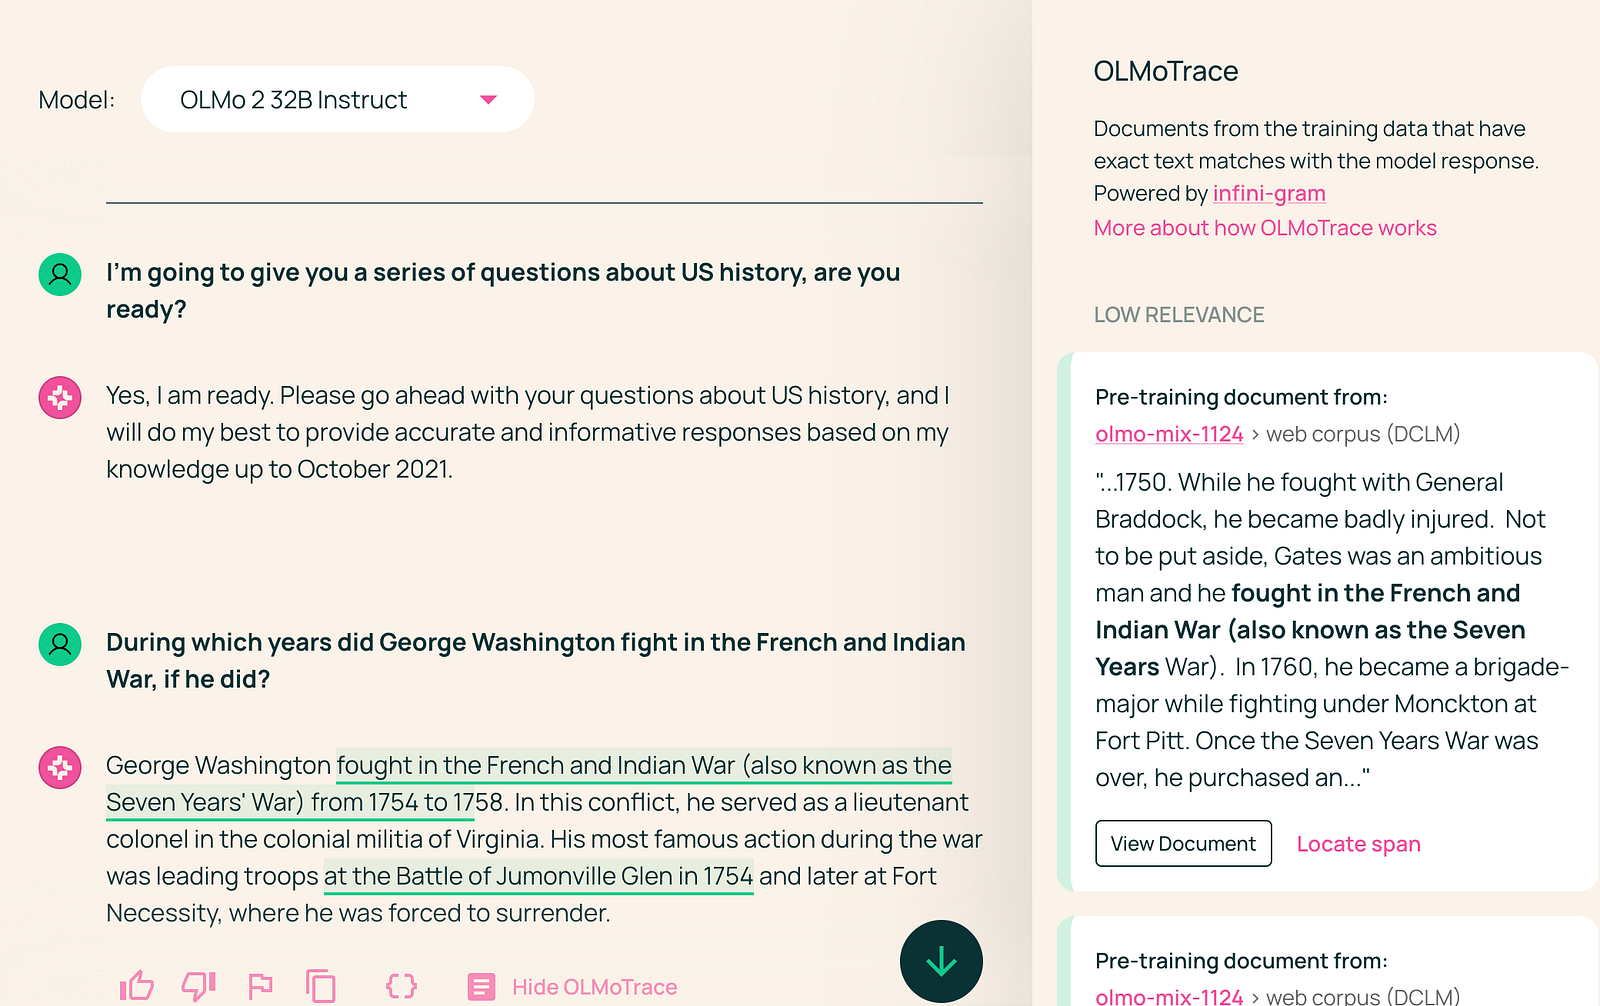 Model: OLMo 2 32B Instruct
I'm going to give you a series of questions about US history, are you
ready?
Yes, I am ready. Please go ahead with your questions about US history, and I
will do my best to provide accurate and informative responses based on my
knowledge up to October 2021.
During which years did George Washington fight in the French and Indian
War, if he did?
George Washington fought in the French and Indian War (also known as the
Seven Years' War) from 1754 to 1758. In this conflict, he served as a lieutenant
colonel in the colonial militia of Virginia. His most famous action during the war
was leading troops at the Battle of Jumonville Glen in 1754 and later at Fort
Necessity, where he was forced to surrender.
Hide OLMoTrace
OLMoTrace
Documents from the training data that have
exact text matches with the model response.
Powered by infini-gram
More about how OLMoTrace works
LOW RELEVANCE
Pre-training document from:
olmo-mix-1124 > web corpus (DCLM)
"...1750. While he fought with General
Braddock, he became badly injured.  Not
to be put aside, Gates was an ambitious
man and he fought in the French and
Indian War (also known as the Seven
Years War).  In 1760, he became a brigade-
major while fighting under Monckton at
Fort Pitt. Once the Seven Years War was
over, he purchased an..."
View Document Locate span
Pre-training document from:
olmo-mix-1124 > web corpus (DCLM)